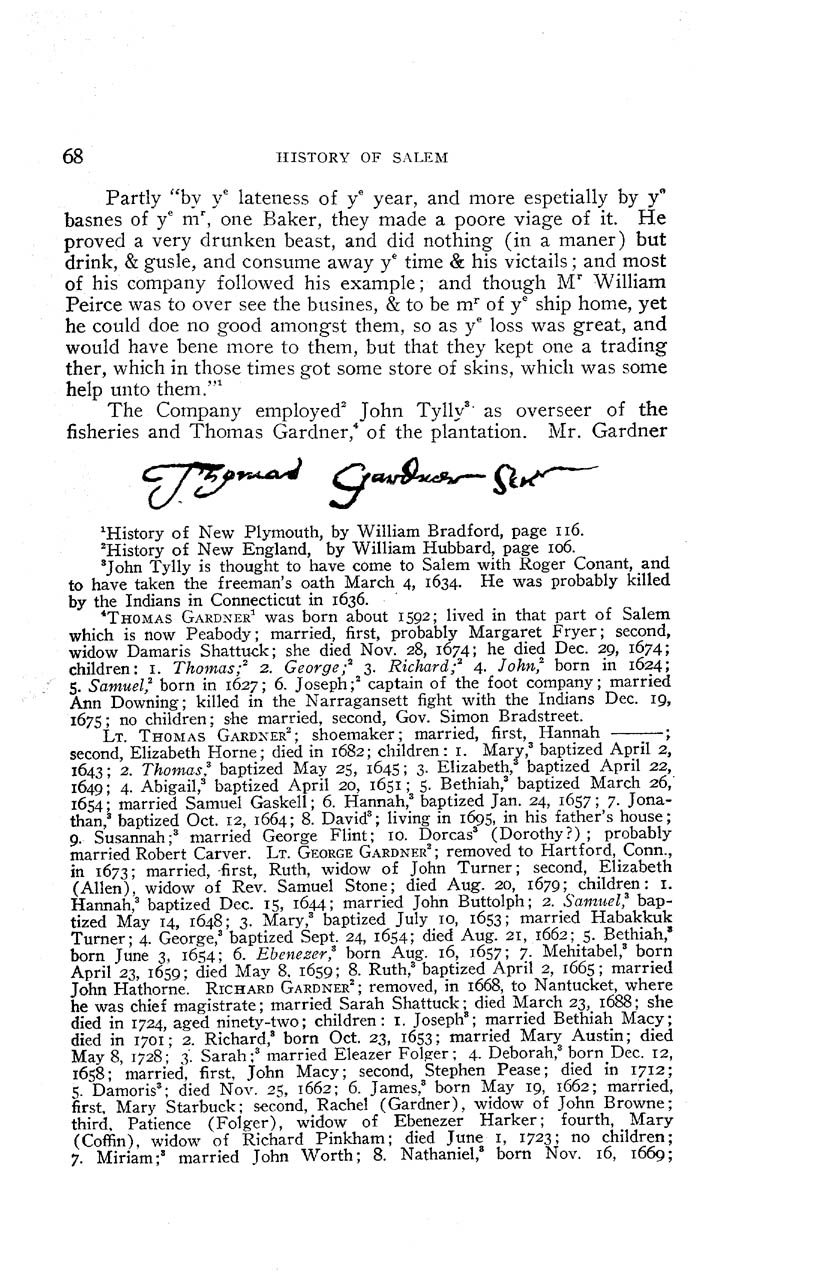 68 HISTORY OF SALEM
Partly “by yᵉ lateness of yᵉ year, and more espetially by yⁿ
basnes of yᵉ mʳ, one Baker, they made a poore viage of it. He
proved a very drunken beast, and did nothing (in a maner) but
drink, & gusle, and consume away yᵉ time & his victails; and most
of his company followed his example; and though Mʳ William
Peirce was to over see the busines, & to be mʳ of yᵉ ship home, yet
he could doe no good amongst them, so as yᵉ loss was great, and
would have bene more to them, but that they kept one a trading
ther, which in those times got some store of skins, which was some
help unto them.”¹
The Company employed² John Tylly³· as overseer of the
fisheries and Thomas Gardner,⁴ of the plantation. Mr. Gardner
Thomas Gardner Senʳ
¹History of New Plymouth, by William Bradford, page 116.
²History of New England, by William Hubbard, page 106.
³John Tylly is thought to have come to Salem with Roger Conant, and
to have taken the freeman's oath March 4, 1634. He was probably killed
by the Indians in Connecticut in 1636.
⁴THOMAS GARDNER¹ was born about 1592; lived in that part of Salem
which is now Peabody; married, first, probably Margaret Fryer; second,
widow Damaris Shattuck; she died Nov. 28, 1674; he died Dec. 29, 1674;
children: 1. Thomas;² 2. George;² 3. Richard;² 4. John,² born in 1624;
5. Samuel,² born in 1627; 6. Joseph;² captain of the foot company; married
Ann Downing; killed in the Narragansett fight with the Indians Dec. 19,
1675; no children; she married, second, Gov. Simon Bradstreet.
LT. THOMAS GARDNER²; shoemaker; married, first, Hannah ———;
second, Elizabeth Horne; died in 1682; children: 1. Mary,³ baptized April 2,
1643; 2. Thomas,³ baptized May 25, 1645; 3. Elizabeth,³ baptized April 22,
1649; 4. Abigail,³ baptized April 20, 1651; 5. Bethiah,³ baptized March 26,
1654; married Samuel Gaskell; 6. Hannah,³ baptized Jan. 24, 1657; 7. Jona-
than,³ baptized Oct. 12, 1664; 8. David³; living in 1695, in his father's house;
9. Susannah;³ married George Flint; 10. Dorcas³ (Dorothy?); probably
married Robert Carver. LT. GEORGE GARDNER²; removed to Hartford, Conn.,
in 1673; married, first, Ruth, widow of John Turner; second, Elizabeth
(Allen), widow of Rev. Samuel Stone; died Aug. 20, 1679; children: 1.
Hannah,³ baptized Dec. 15, 1644; married John Buttolph; 2. Samuel,³ bap-
tized May 14, 1648; 3. Mary,³ baptized July 10, 1653; married Habakkuk
Turner; 4. George,³ baptized Sept. 24, 1654; died Aug. 21, 1662; 5. Bethiah,³
born June 3, 1654; 6. Ebenezer,³ born Aug. 16, 1657; 7. Mehitabel,³ born
April 23, 1659; died May 8, 1659; 8. Ruth,³ baptized April 2, 1665; married
John Hathorne. RICHARD GARDNER²; removed, in 1668, to Nantucket, where
he was chief magistrate; married Sarah Shattuck; died March 23, 1688; she
died in 1724, aged ninety-two; children: 1. Joseph³; married Bethiah Macy;
died in 1701; 2. Richard,³ born Oct. 23, 1653; married Mary Austin; died
May 8, 1728; 3. Sarah;³ married Eleazer Folger; 4. Deborah,³ born Dec. 12,
1658; married, first, John Macy; second, Stephen Pease; died in 1712;
5. Damoris³; died Nov. 25, 1662; 6. James,³ born May 19, 1662; married,
first, Mary Starbuck; second, Rachel (Gardner), widow of John Browne;
third, Patience (Folger), widow of Ebenezer Harker; fourth, Mary
(Coffin), widow of Richard Pinkham; died June 1, 1723; no children;
7. Miriam;³ married John Worth; 8. Nathaniel,³ born Nov. 16, 1669;